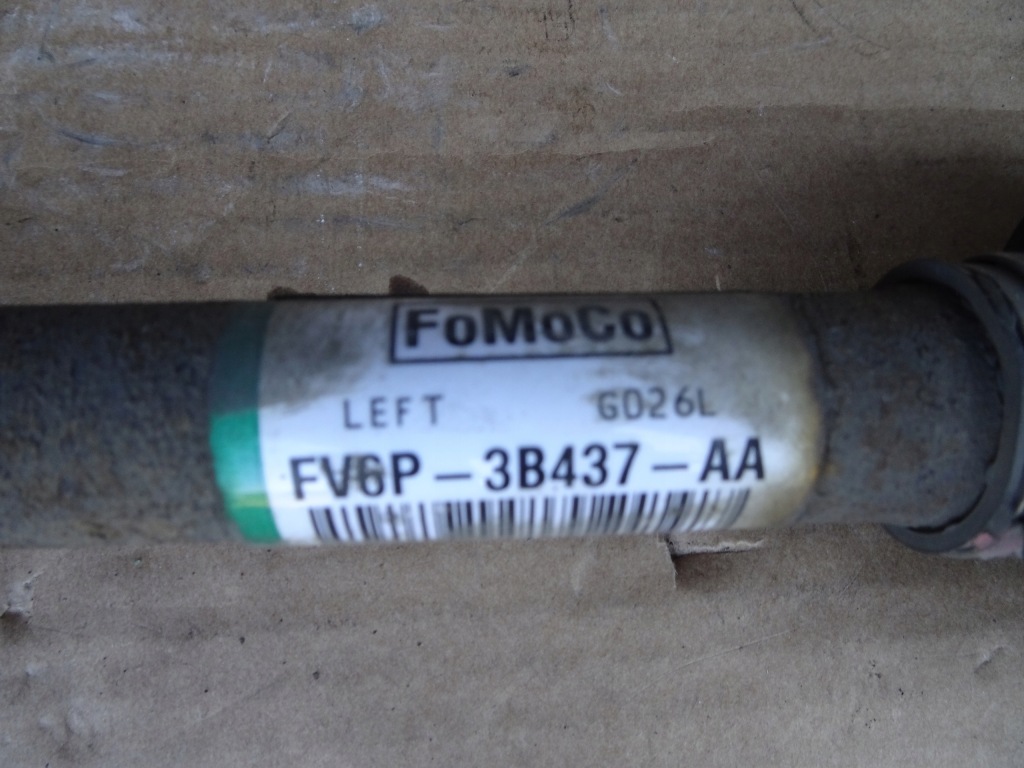 FoMoCo
LEFT GD26L
FV6P-3B437-AA